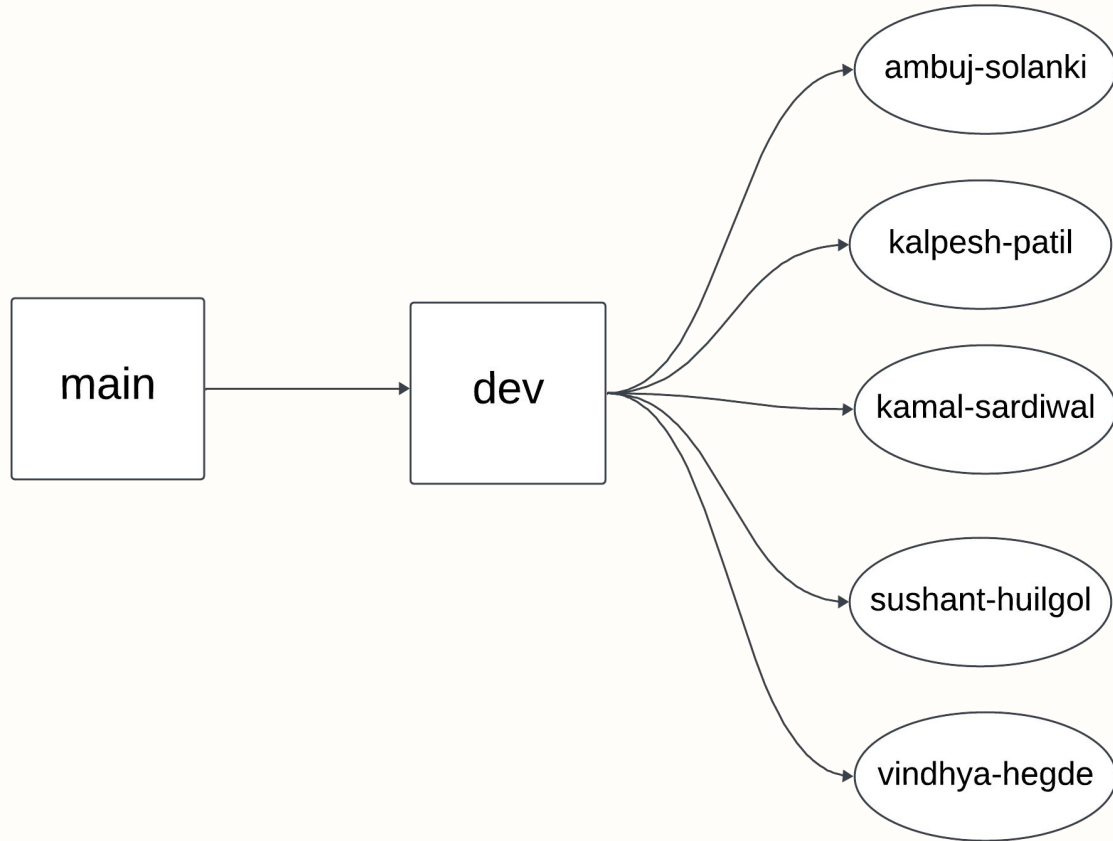 main
dev
ambuj-solanki
kalpesh-patil
kamal-sardiwal
sushant-huilgol
vindhya-hegde